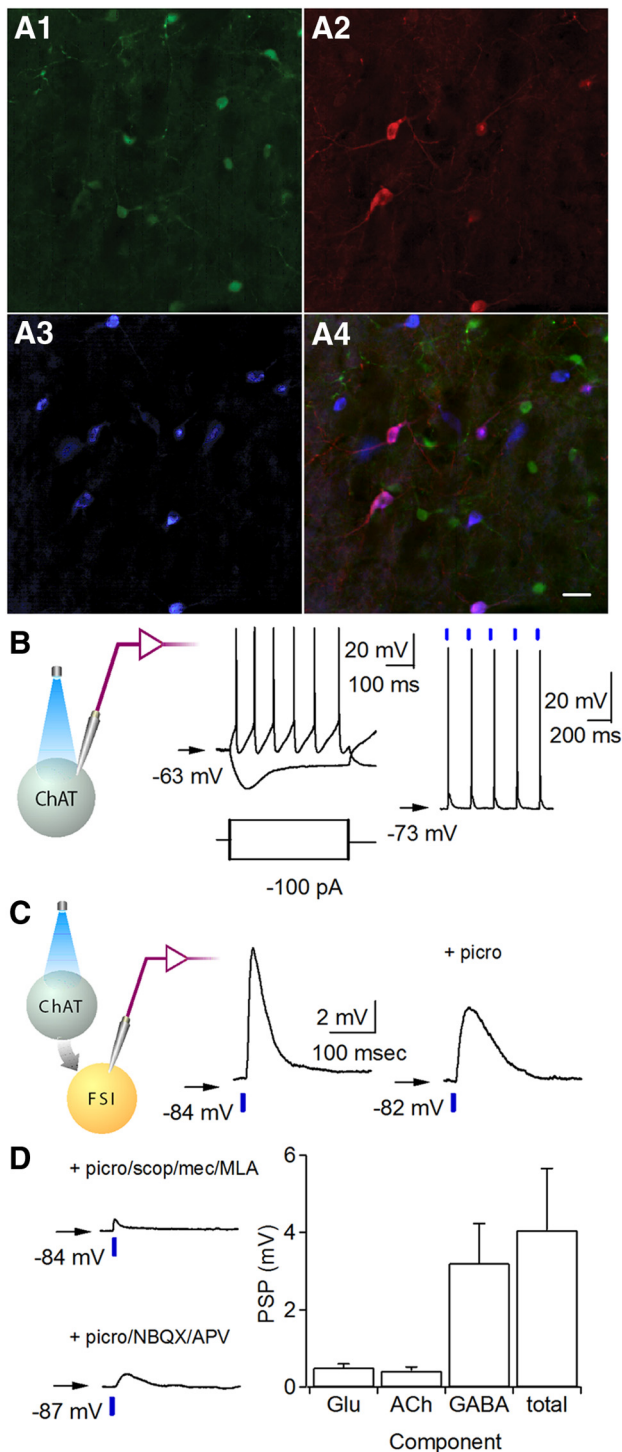 A1
A2
A3
A4
B
ChAT
-63 mV
20 mV
100 ms
-100 pA
-73 mV
20 mV
200 ms
C
ChAT
FSI
-84 mV
2 mV
100 msec
+ picro
-82 mV
D
+ picro/scop/mec/MLA
-84 mV
+ picro/NBQX/APV
-87 mV
PSP (mV)
6
4
2
0
Glu ACh GABA total
Component